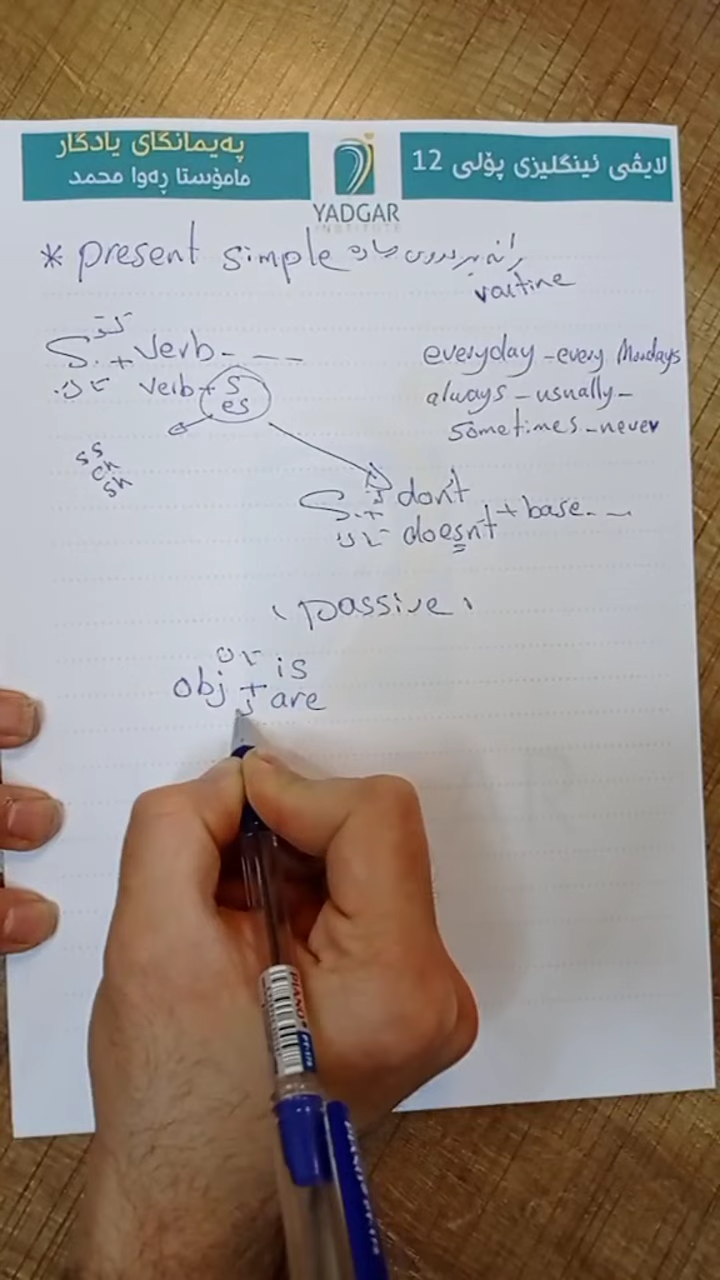 پەیمانگای یادگار
مامۆستا ڕەوا محمد
YADGAR
INSTITUTE
لایڤی ئینگلیزی پۆلی 12
* present simple
routine
S. + verb - - - -
verb + s
es
ss
ch
sh
everyday - every Mondays
always - usually -
sometimes - never
S. + don't
doesn't + base - - -
(passive)
is
obj + are
PIANO